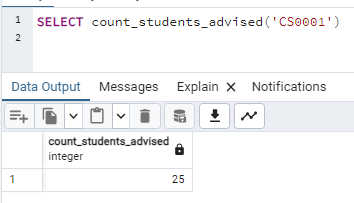 1 SELECT count_students_advised('CS0001')
2
Data Output Messages Explain X Notifications
count_students_advised
integer
1 25